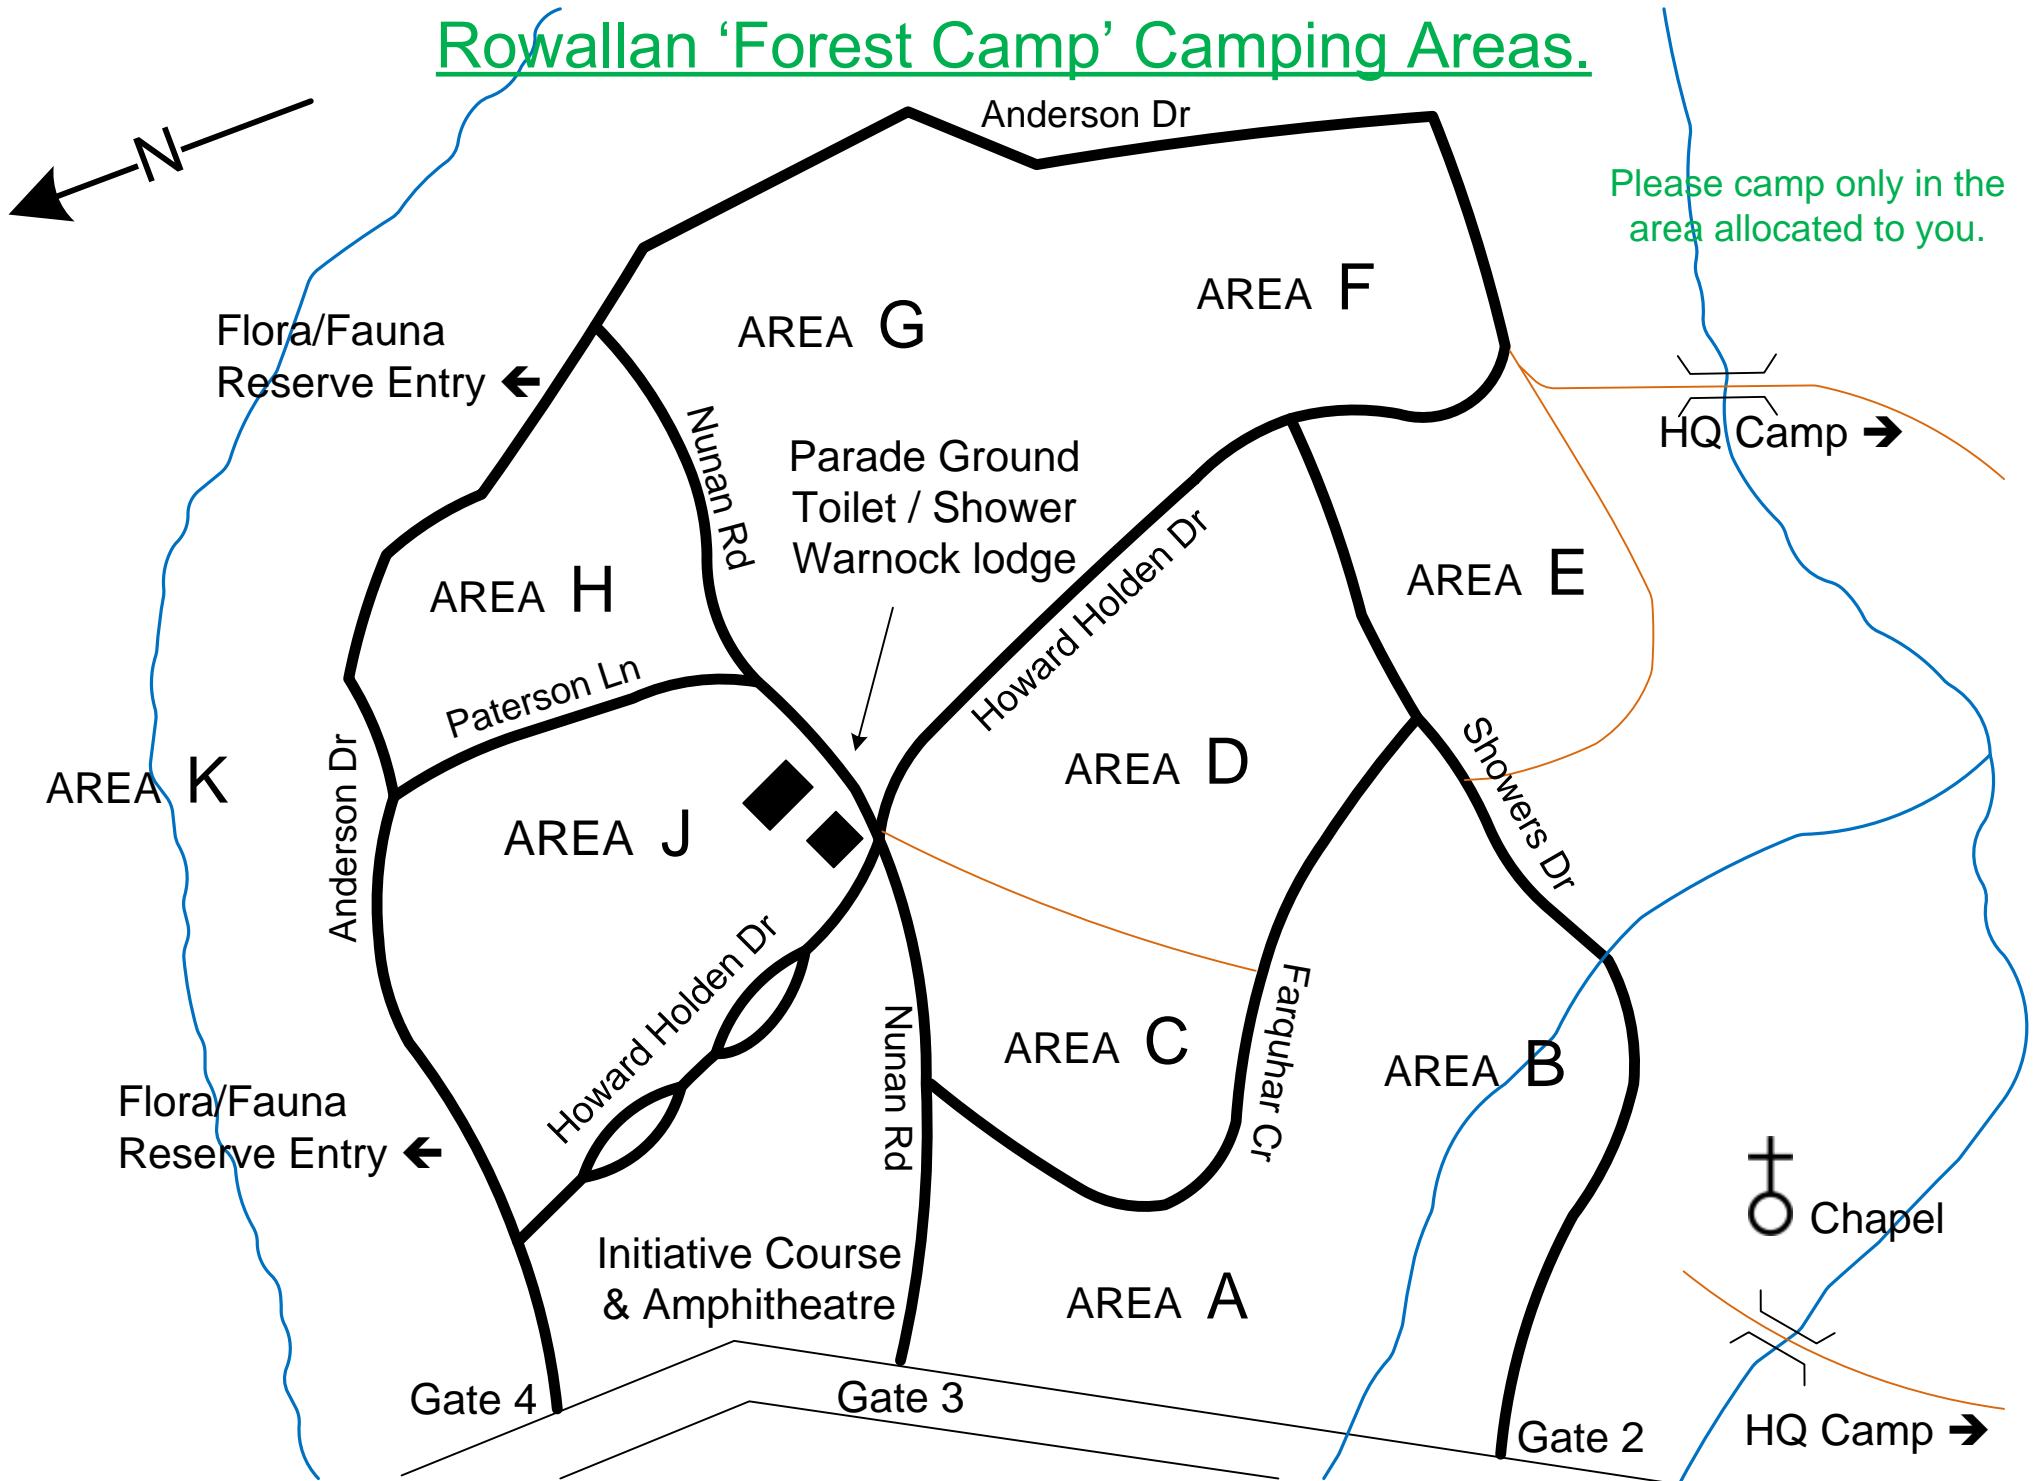 Rowallan ‘Forest Camp’ Camping Areas.
N
Anderson Dr
Please camp only in the
area allocated to you.
AREA F
AREA G
Flora/Fauna
Reserve Entry 🡸
Nunan Rd
HQ Camp 🡺
Parade Ground
Toilet / Shower
Warnock lodge
AREA H
AREA E
Howard Holden Dr
Paterson Ln
AREA K
Anderson Dr
AREA J
AREA D
Showers Dr
Howard Holden Dr
Nunan Rd
AREA C
Farquhar Cr
AREA B
Flora/Fauna
Reserve Entry 🡸
Chapel
Initiative Course
& Amphitheatre
AREA A
Gate 4
Gate 3
Gate 2
HQ Camp 🡺